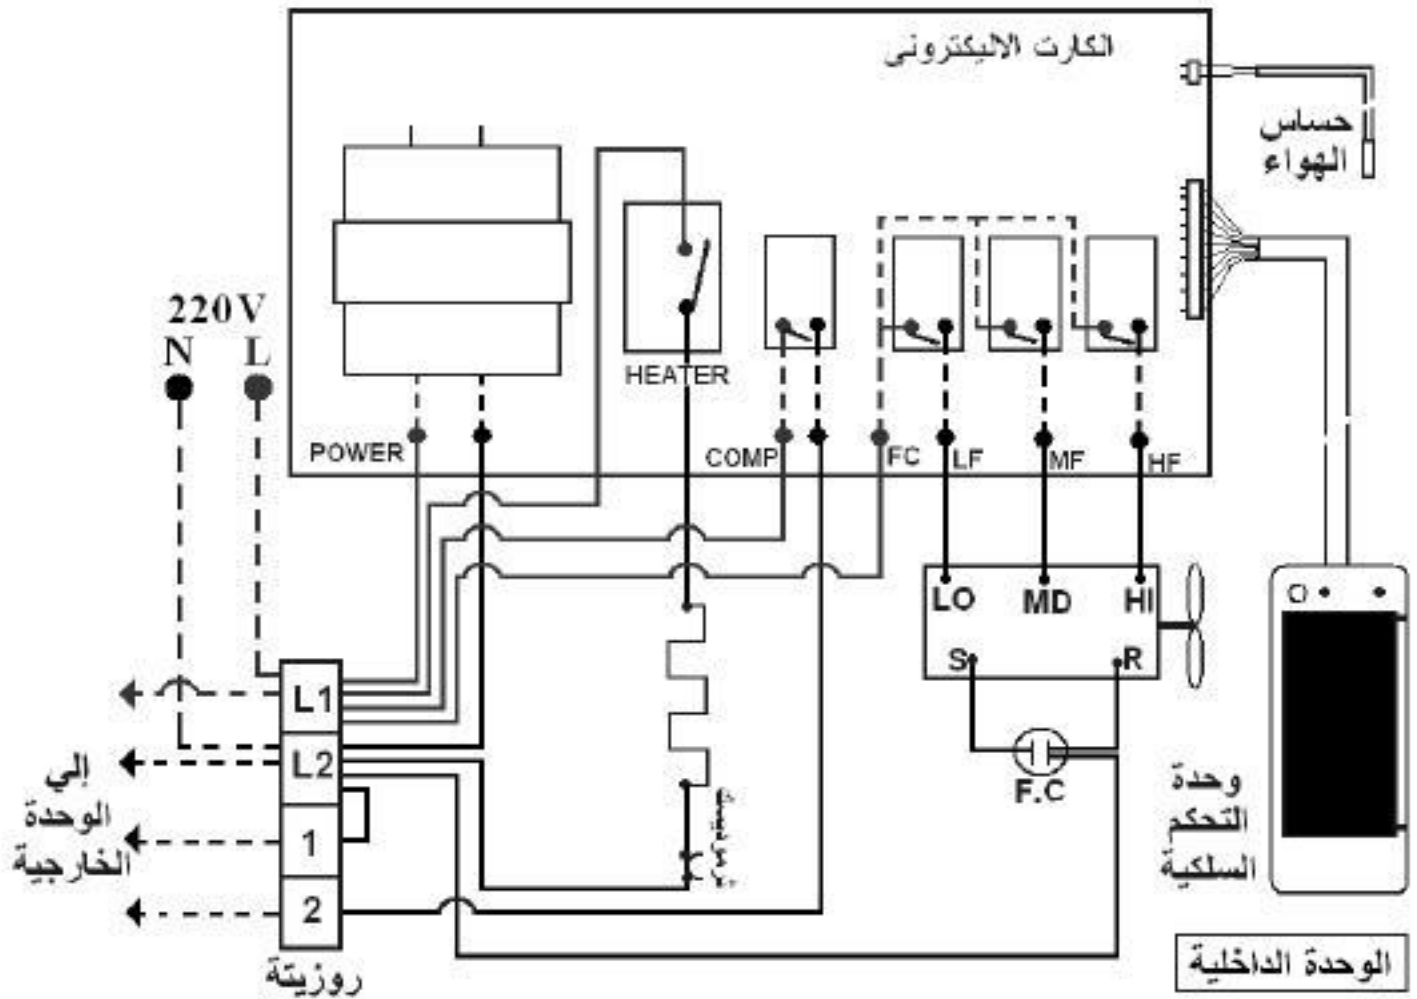 الكارت الاليكترونى
حساس
الهواء
220V
N L
HEATER
POWER
COMP
FC
LF
MF
HF
LO
MD
HI
S
R
F.C
L1
L2
1
2
إلي
الوحدة
الخارجية
ثرموديسك
وحدة
التحكم
السلكية
روزيتة
الوحدة الداخلية